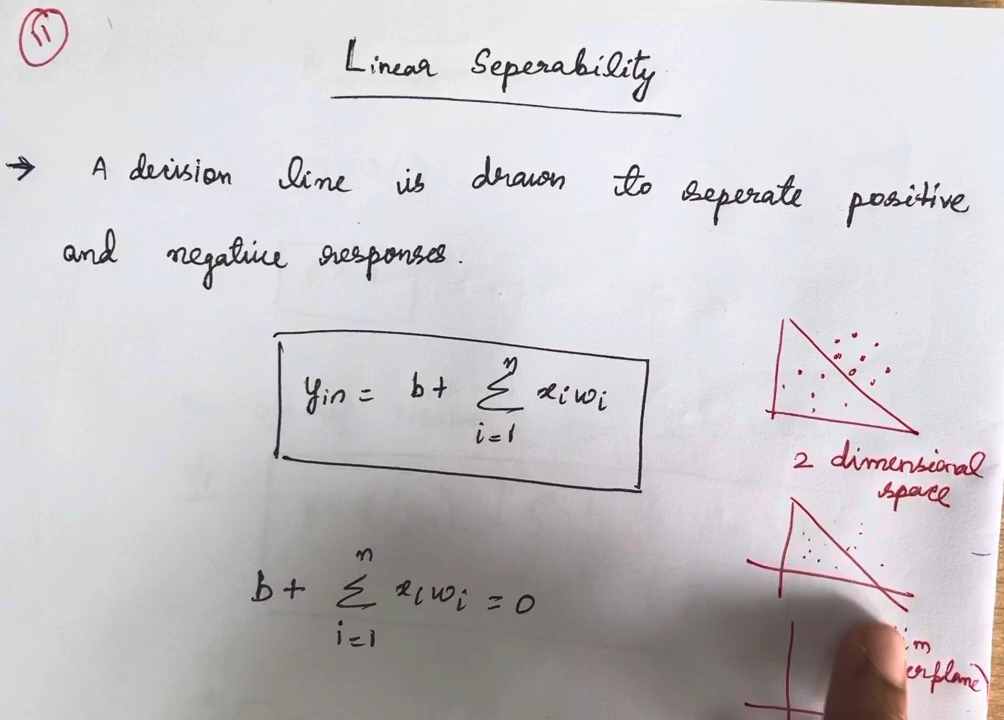 11
Linear Seperability
→ A decision line is drawn to seperate positive
and negative responses.
yin = b + n∑i=1 xiwi
2 dimensional
space
b + n∑i=1 xiwi = 0